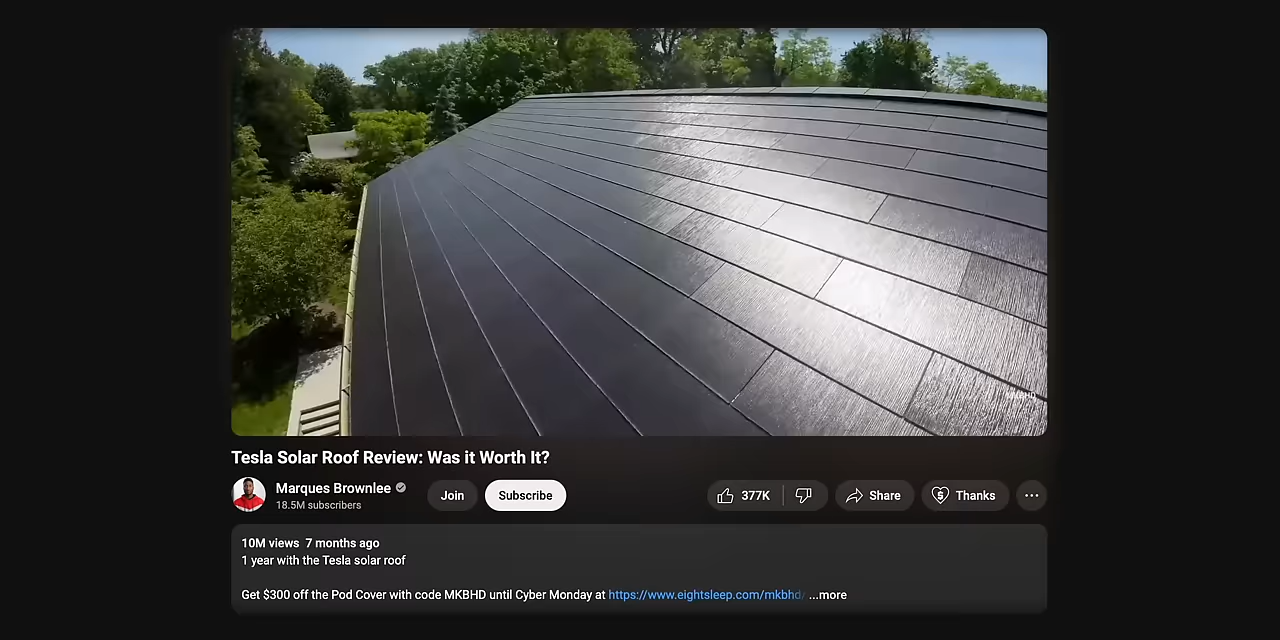 Tesla Solar Roof Review: Was it Worth It?
Marques Brownlee
18.5M subscribers
Join
Subscribe
377K
Share
Thanks
10M views 7 months ago
1 year with the Tesla solar roof
Get $300 off the Pod Cover with code MKBHD until Cyber Monday at https://www.eightsleep.com/mkbhd/ ...more